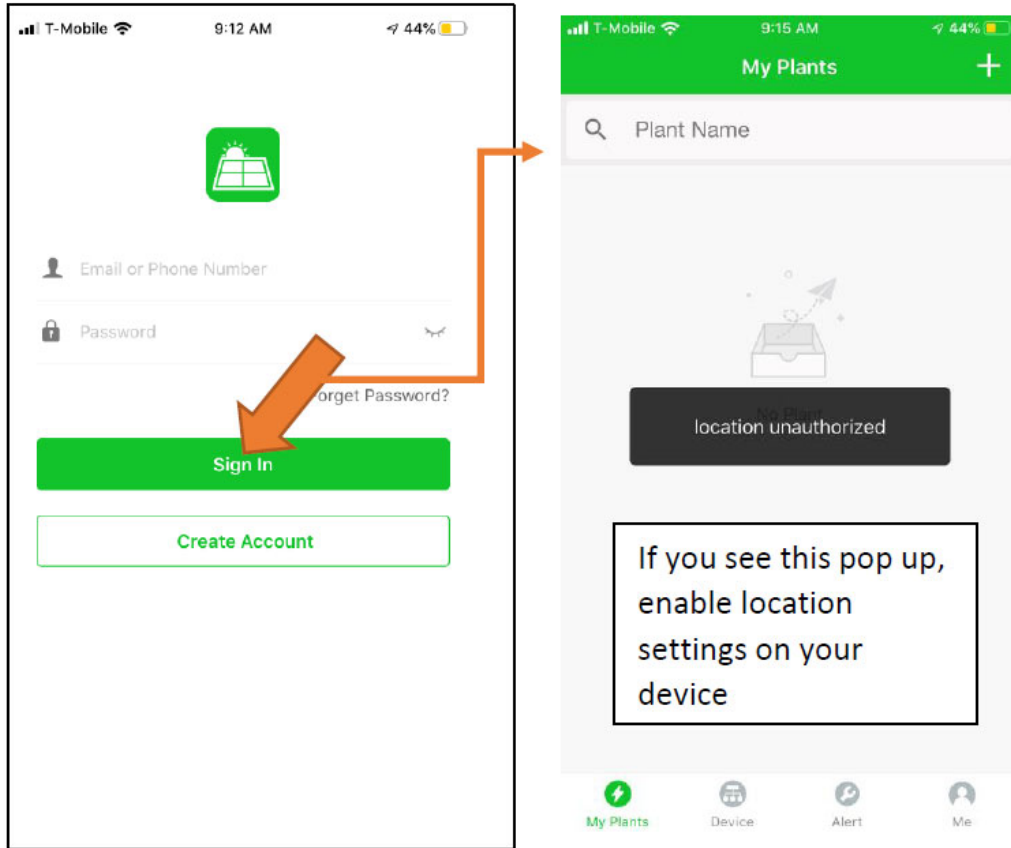 T-Mobile 9:12 AM 44%
Email or Phone Number
Password
orget Password?
Sign In
Create Account
T-Mobile 9:15 AM 44%
My Plants +
Plant Name
No Plant
location unauthorized
If you see this pop up,
enable location
settings on your
device
My Plants Device Alert Me